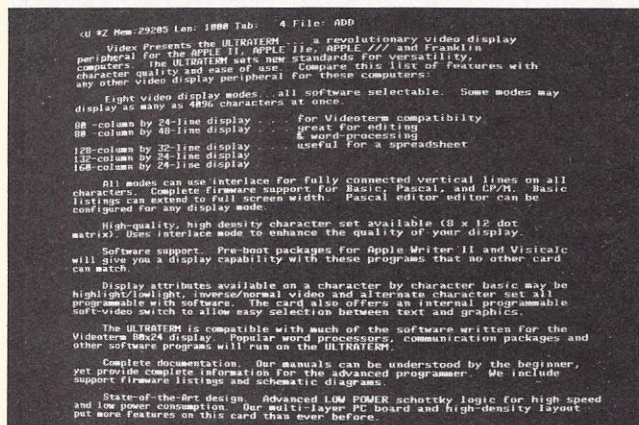 <U *Z Mem:29205 Len: 1000 Tab: 4 File: ADD
Videx Presents the ULTRATERM ... a revolutionary video display
peripheral for the APPLE II, APPLE IIe, APPLE /// and Franklin
computers. The ULTRATERM sets new standards for versatility,
character quality and ease of use. Compare this list of features with
any other video display peripheral for these computers:
Eight video display modes...all software selectable. Some modes may
display as many as 4096 characters at once.
80 -column by 24-line display .... for Videoterm compatibilty
80 -column by 48-line display .... great for editing
& word-processing
128-column by 32-line display ..... useful for a spreadsheet
132-column by 24-line display
160-column by 24-line display
All modes can use interlace for fully connected vertical lines on all
characters. Complete firmware support for Basic, Pascal, and CP/M. Basic
listings can extend to full screen width. Pascal editor editor can be
configured for any display mode.
High-quality, high density character set available (8 x 12 dot
matrix). Uses interlace mode to enhance the quality of your display.
Software support. Pre-boot packages for Apple Writer II and Visicalc
will give you a display capability with these programs that no other card
can match.
Display attributes available on a character by character basic may be
highlight/lowlight, inverse/normal video and alternate character set all
programmable with software. The card also offers an internal programmable
soft-video switch to allow easy selection between text and graphics.
The ULTRATERM is compatible with much of the software written for the
Videoterm 80x24 display. Popular word processors, communication packages and
other software programs will run on the ULTRATERM.
Complete documentation. Our manuals can be understood by the beginner,
yet provide complete information for the advanced programmer. We include
support firmware listings and schematic diagrams.
State-of-the-Art design. Advanced LOW POWER schottky logic for high speed
and low power consumption. Our multi-layer PC board and high-density layout
put more features on this card than ever before.